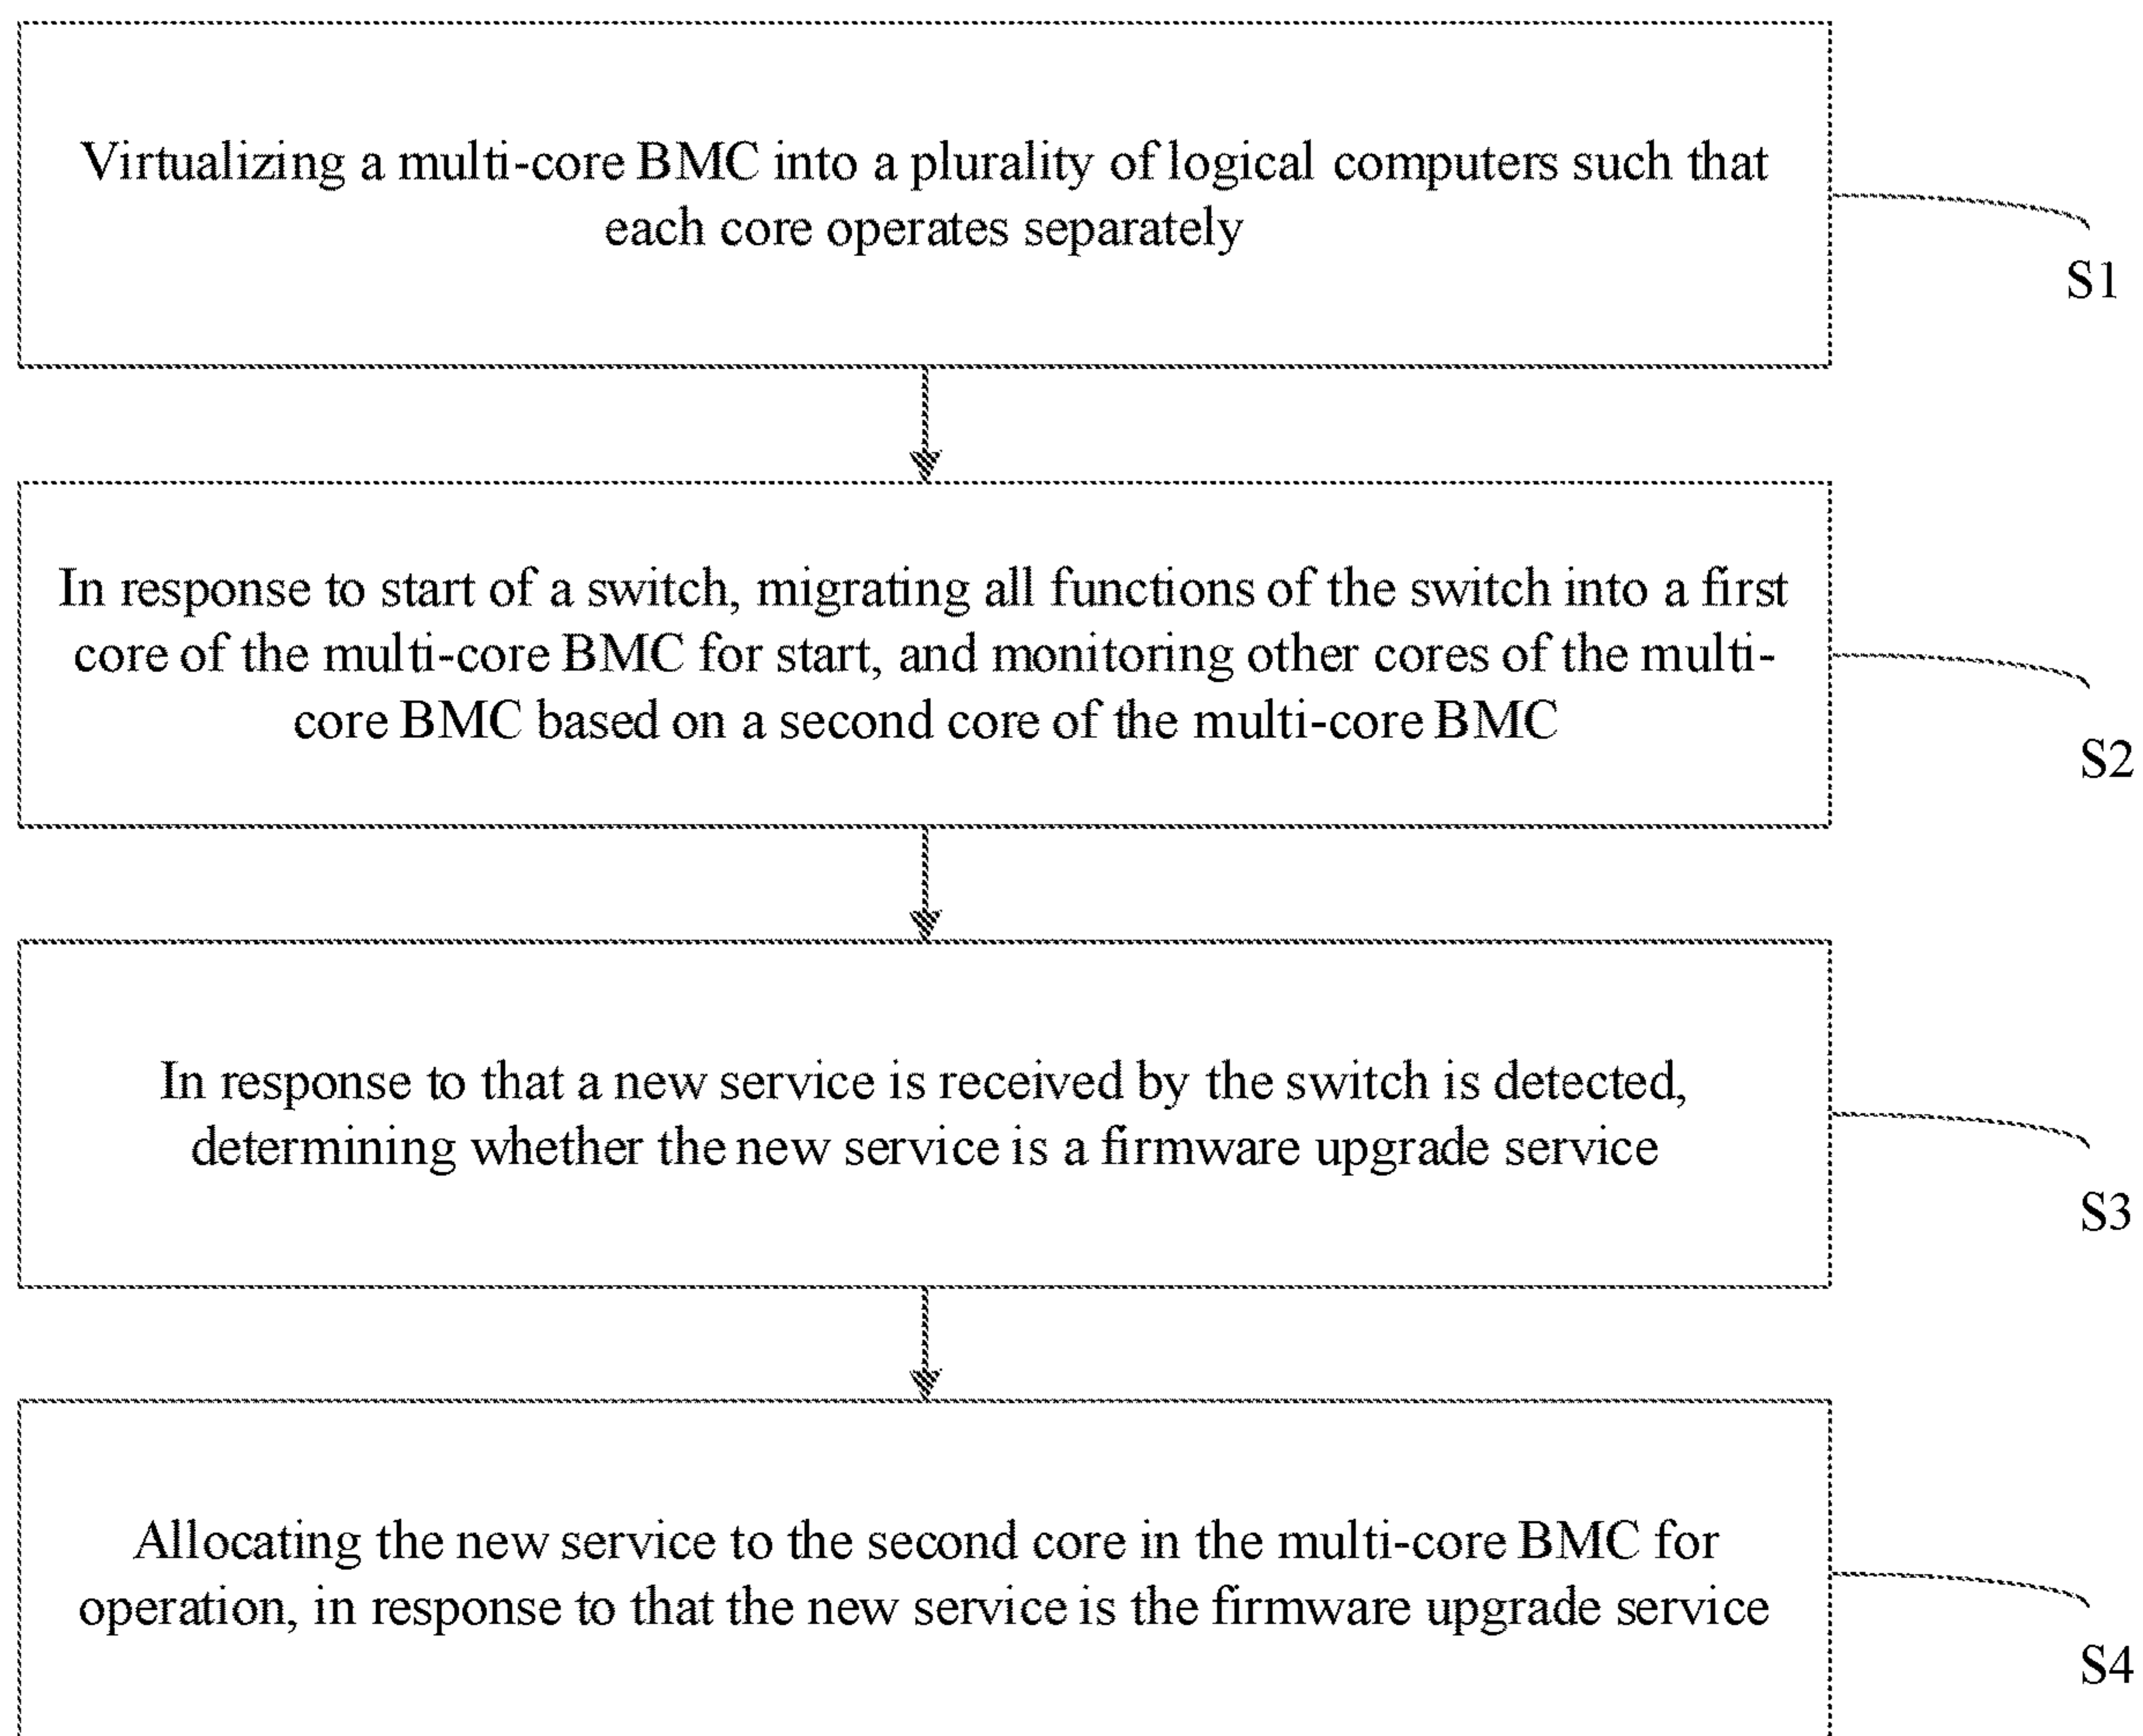 Virtualizing a multi-core BMC into a plurality of logical computers such that
each core operates separately
S1
In response to start of a switch, migrating all functions of the switch into a first
core of the multi-core BMC for start, and monitoring other cores of the multi-
core BMC based on a second core of the multi-core BMC
S2
In response to that a new service is received by the switch is detected,
determining whether the new service is a firmware upgrade service
S3
Allocating the new service to the second core in the multi-core BMC for
operation, in response to that the new service is the firmware upgrade service
S4